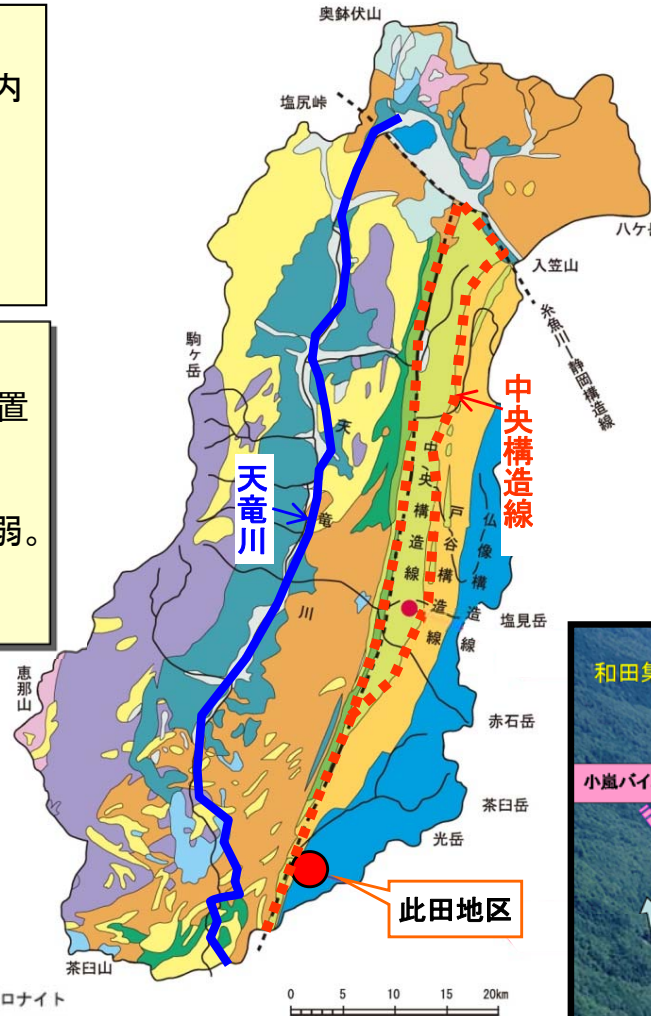 内
置
弱。
奥鉢伏山
塩尻峠
八ケ岳
入笠山
糸魚川ー静岡構造線
駒ヶ岳
中央構造線
天竜川
天竜川
中央構造線
戸谷構造線
仏像構造線
塩見岳
恵那山
赤石岳
茶臼岳
光岳
此田地区
茶臼山
ロナイト
0 5 10 15 20km
和田集
小嵐バイ